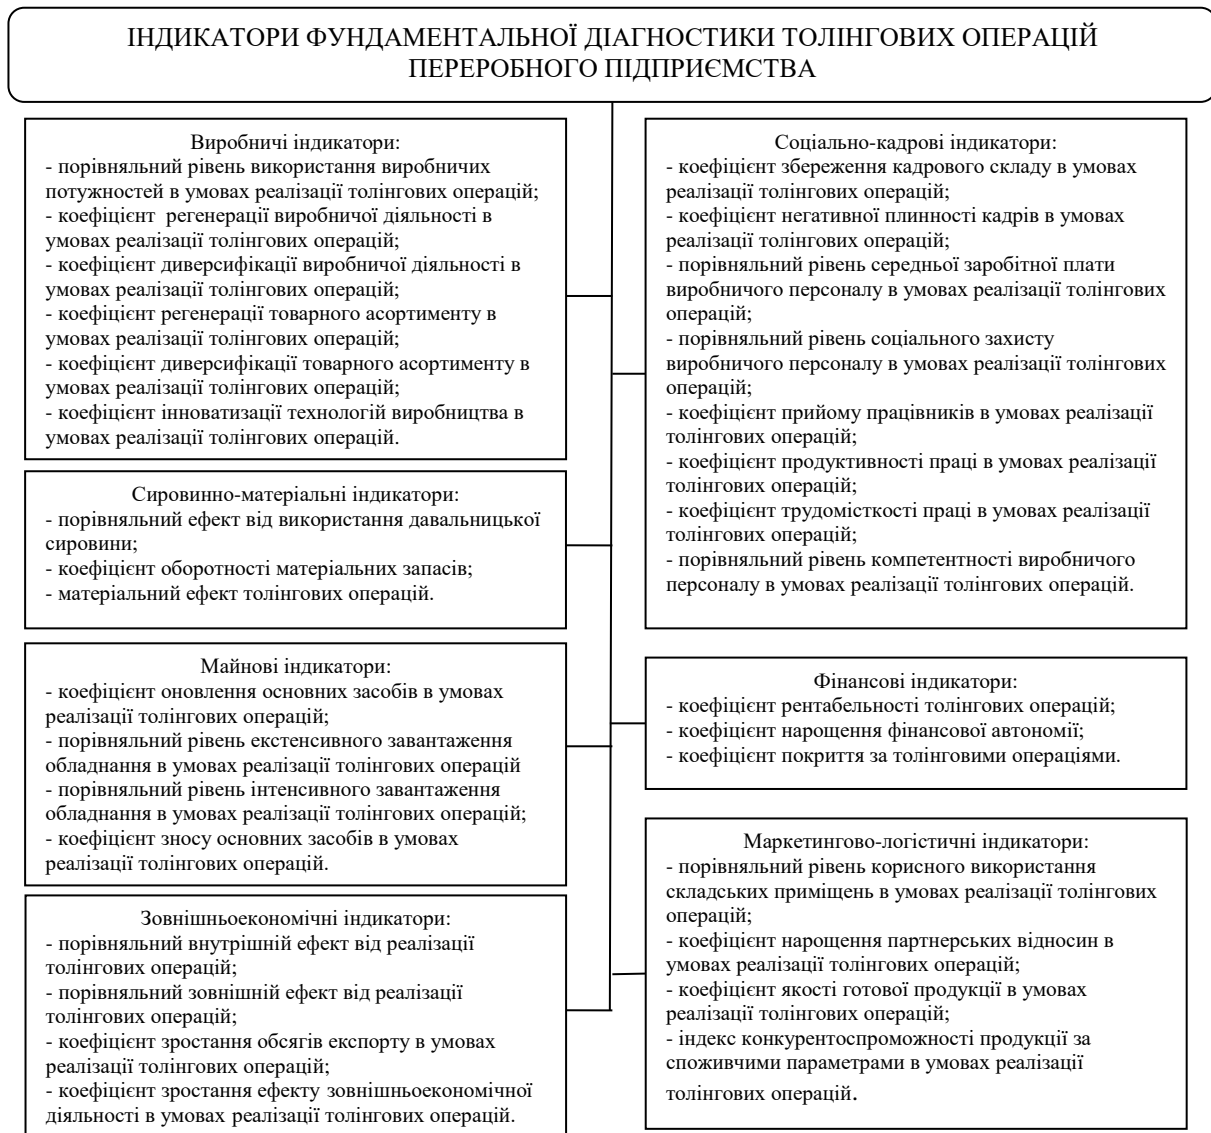 ІНДИКАТОРИ ФУНДАМЕНТАЛЬНОЇ ДІАГНОСТИКИ ТОЛІНГОВИХ ОПЕРАЦІЙ
ПЕРЕРОБНОГО ПІДПРИЄМСТВА
Виробничі індикатори:
- порівняльний рівень використання виробничих
потужностей в умовах реалізації толінгових операцій;
- коефіцієнт регенерації виробничої діяльності в
умовах реалізації толінгових операцій;
- коефіцієнт диверсифікації виробничої діяльності в
умовах реалізації толінгових операцій;
- коефіцієнт регенерації товарного асортименту в
умовах реалізації толінгових операцій;
- коефіцієнт диверсифікації товарного асортименту в
умовах реалізації толінгових операцій;
- коефіцієнт інноватизації технологій виробництва в
умовах реалізації толінгових операцій.
Сировинно-матеріальні індикатори:
- порівняльний ефект від використання давальницької
сировини;
- коефіцієнт оборотності матеріальних запасів;
- матеріальний ефект толінгових операцій.
Майнові індикатори:
- коефіцієнт оновлення основних засобів в умовах
реалізації толінгових операцій;
- порівняльний рівень екстенсивного завантаження
обладнання в умовах реалізації толінгових операцій
- порівняльний рівень інтенсивного завантаження
обладнання в умовах реалізації толінгових операцій;
- коефіцієнт зносу основних засобів в умовах
реалізації толінгових операцій.
Зовнішньоекономічні індикатори:
- порівняльний внутрішній ефект від реалізації
толінгових операцій;
- порівняльний зовнішній ефект від реалізації
толінгових операцій;
- коефіцієнт зростання обсягів експорту в умовах
реалізації толінгових операцій;
- коефіцієнт зростання ефекту зовнішньоекономічної
діяльності в умовах реалізації толінгових операцій.
Соціально-кадрові індикатори:
- коефіцієнт збереження кадрового складу в умовах
реалізації толінгових операцій;
- коефіцієнт негативної плинності кадрів в умовах
реалізації толінгових операцій;
- порівняльний рівень середньої заробітної плати
виробничого персоналу в умовах реалізації толінгових
операцій;
- порівняльний рівень соціального захисту
виробничого персоналу в умовах реалізації толінгових
операцій;
- коефіцієнт прийому працівників в умовах реалізації
толінгових операцій;
- коефіцієнт продуктивності праці в умовах реалізації
толінгових операцій;
- коефіцієнт трудомісткості праці в умовах реалізації
толінгових операцій;
- порівняльний рівень компетентності виробничого
персоналу в умовах реалізації толінгових операцій.
Фінансові індикатори:
- коефіцієнт рентабельності толінгових операцій;
- коефіцієнт нарощення фінансової автономії;
- коефіцієнт покриття за толінговими операціями.
Маркетингово-логістичні індикатори:
- порівняльний рівень корисного використання
складських приміщень в умовах реалізації толінгових
операцій;
- коефіцієнт нарощення партнерських відносин в
умовах реалізації толінгових операцій;
- коефіцієнт якості готової продукції в умовах
реалізації толінгових операцій;
- індекс конкурентоспроможності продукції за
споживчими параметрами в умовах реалізації
толінгових операцій.